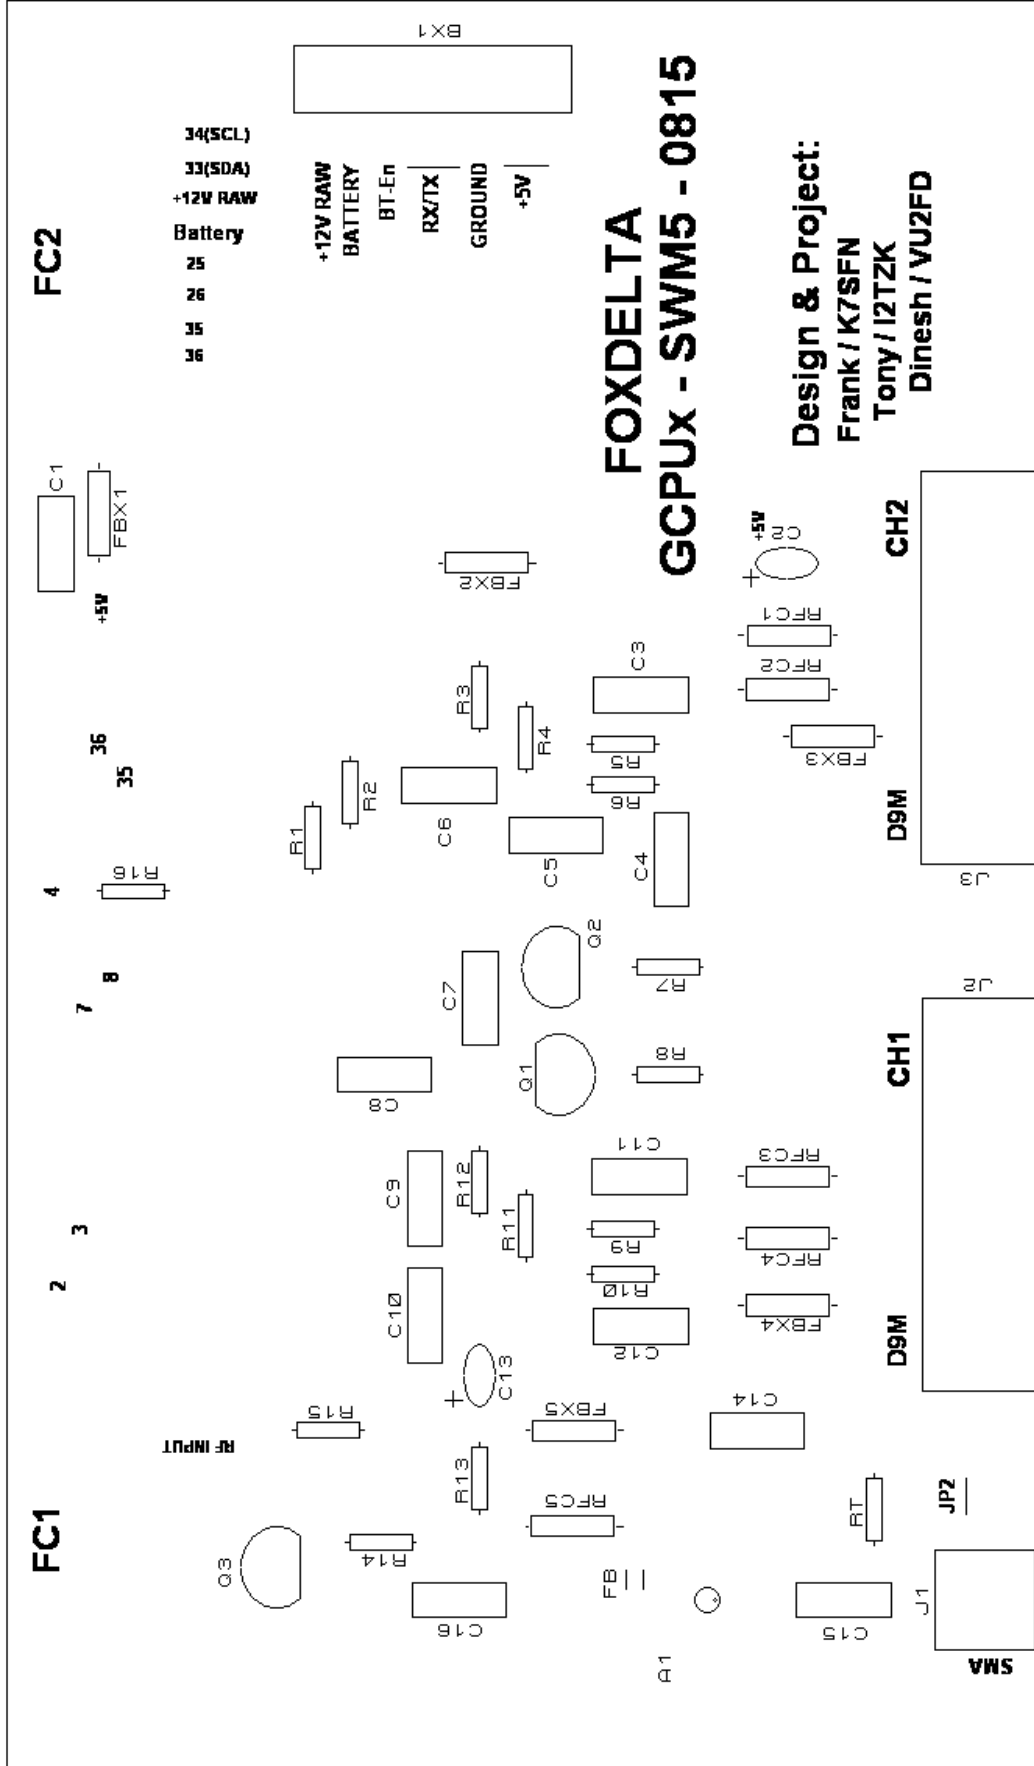 BX1
34(SCL)
33(SDA)
+12V RAW
Battery
25
26
35
36
FC2
+12V RAW
BATTERY
BT-En
RX/TX
GROUND
+5V
FOXDELTA
GCPUx - SWM5 - 0815
Design & Project:
Frank / K7SFN
Tony / I2TZK
Dinesh / VU2FD
C1
FBX1
+5V
FBX2
+5V
C2
CH2
RFC1
RFC2
FBX3
D9M
J3
R3
R4
C3
R5
R6
36
35
R2
R1
C6
C5
C4
4
R16
8
7
Q2
C7
R7
J2
Q1
R8
C8
CH1
C11
RFC3
C9
R12
R11
R9
RFC4
3
2
R10
C10
C12
FBX4
D9M
C13
R15
FBX5
C14
RF INPUT
R13
RFC5
RT
JP2
FC1
Q3
R14
FB
C16
C15
J1
A1
SMA